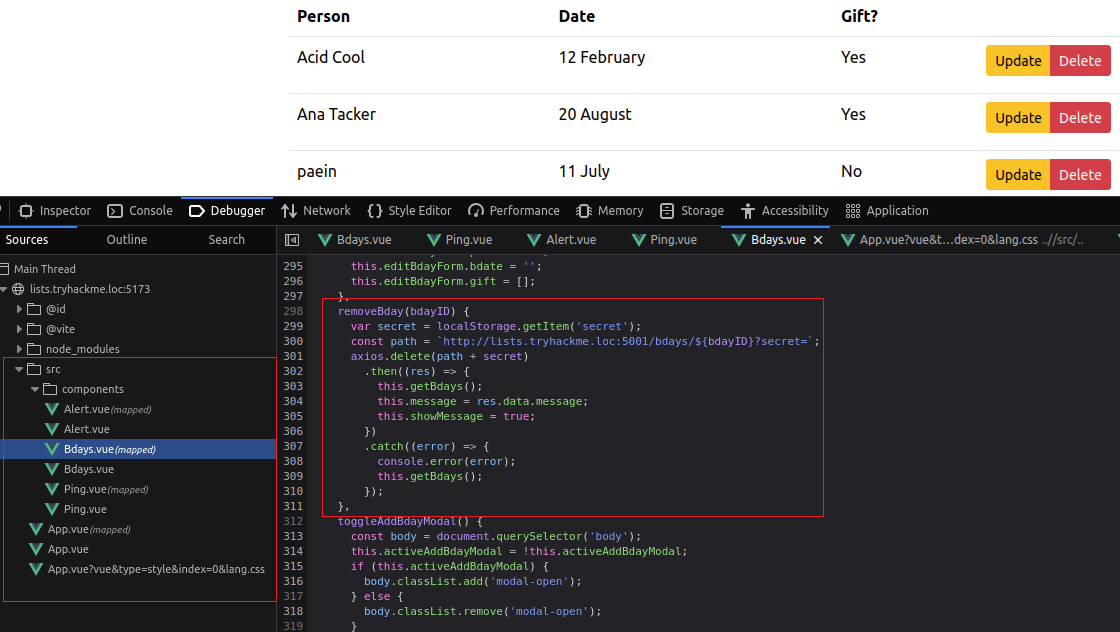 Person Date Gift?
Acid Cool 12 February Yes Update Delete
Ana Tacker 20 August Yes Update Delete
paein 11 July No Update Delete
Inspector Console Debugger Network Style Editor Performance Memory Storage Accessibility Application
Sources Outline Search Bdays.vue Ping.vue Alert.vue Ping.vue Bdays.vue App.vue?vue&t…dex=0&lang.css ..//src/..
Main Thread
lists.tryhackme.loc:5173
@id
@vite
node_modules
src
components
Alert.vue(mapped)
Alert.vue
Bdays.vue(mapped)
Bdays.vue
Ping.vue(mapped)
Ping.vue
App.vue(mapped)
App.vue
App.vue?vue&type=style&index=0&lang.css
295 this.editBdayForm.bdate = '';
296 this.editBdayForm.gift = [];
297 },
298 removeBday(bdayID) {
299 var secret = localStorage.getItem('secret');
300 const path = `http://lists.tryhackme.loc:5001/bdays/${bdayID}?secret=`;
301 axios.delete(path + secret)
302 .then((res) => {
303 this.getBdays();
304 this.message = res.data.message;
305 this.showMessage = true;
306 })
307 .catch((error) => {
308 console.error(error);
309 this.getBdays();
310 });
311 },
312 toggleAddBdayModal() {
313 const body = document.querySelector('body');
314 this.activeAddBdayModal = !this.activeAddBdayModal;
315 if (this.activeAddBdayModal) {
316 body.classList.add('modal-open');
317 } else {
318 body.classList.remove('modal-open');
319 }